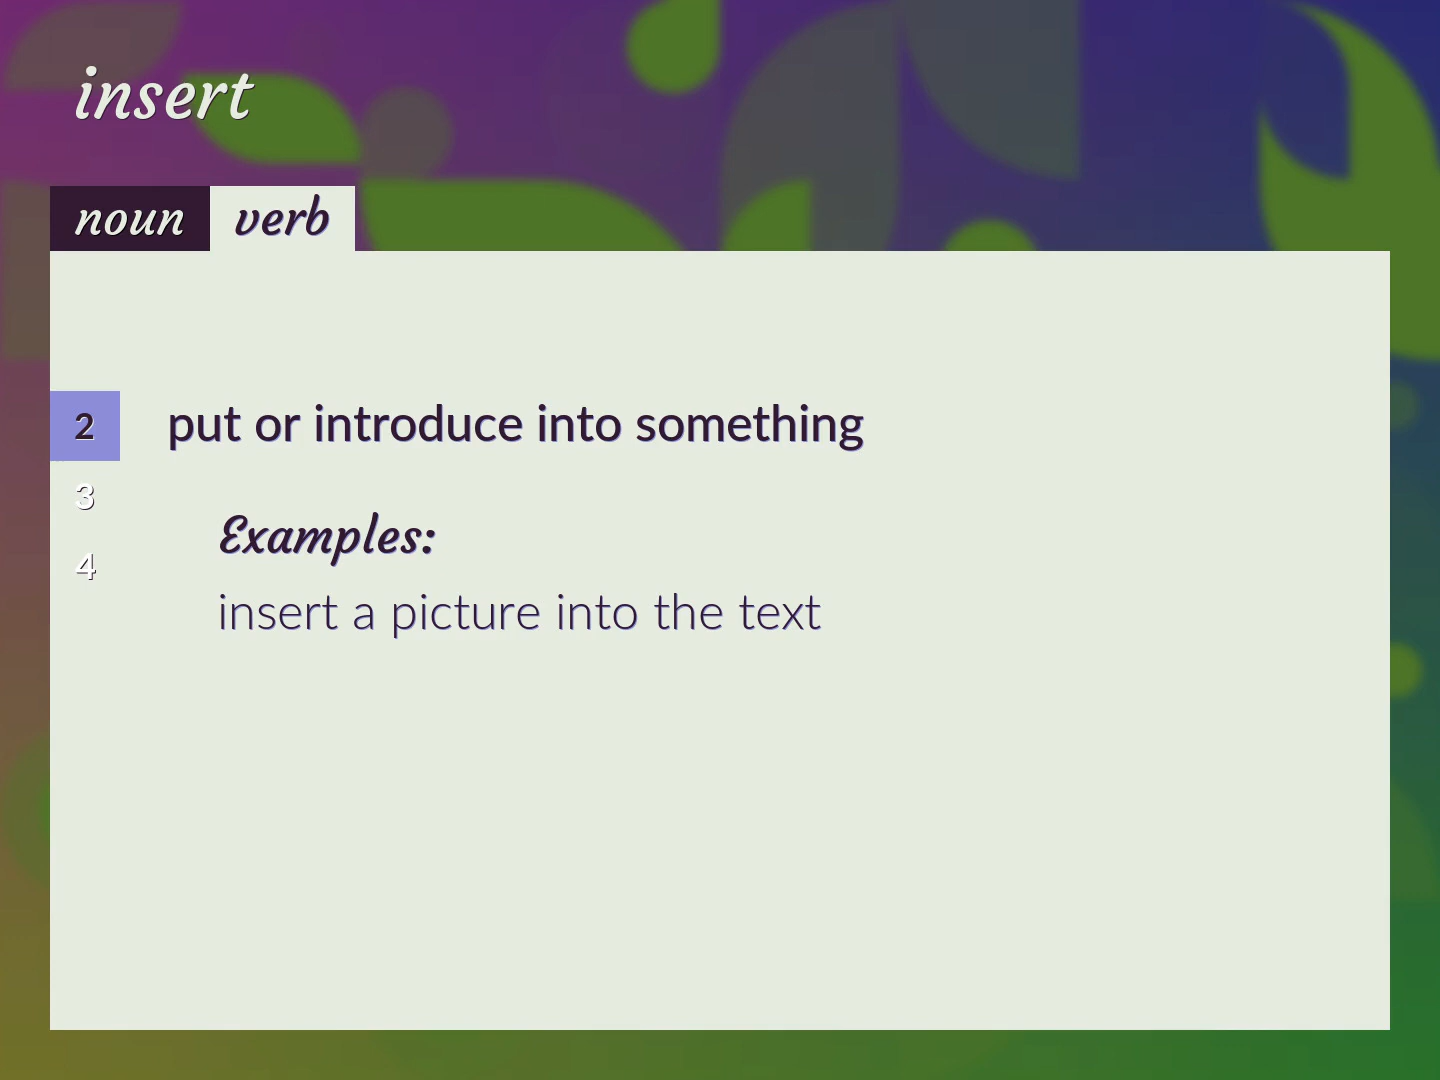 insert
noun verb
2 put or introduce into something
3
Examples:
4
insert a picture into the text